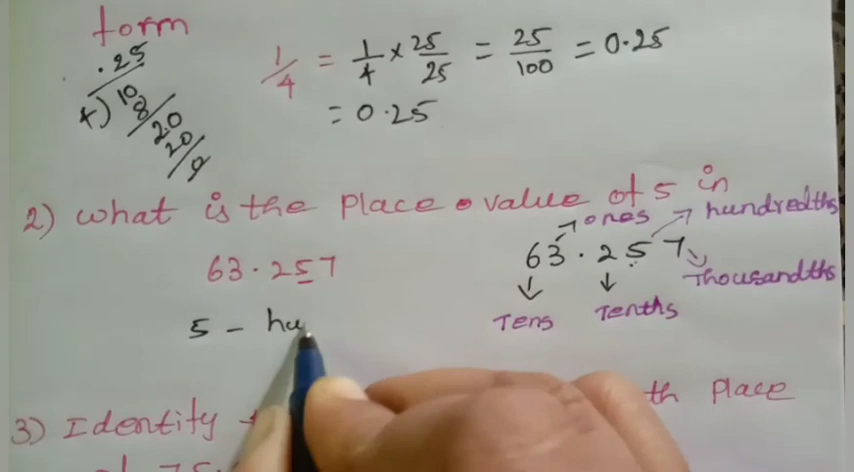 form
.25
4) 10
8
20
20
0
1/4 = 1/4 × 25/25 = 25/100 = 0.25
= 0.25
2) What is the Place value of 5 in
63.257
5 - hu
ones
hundredths
63.257
Thousandths
Tens
Tenths
3) Identify
th Place